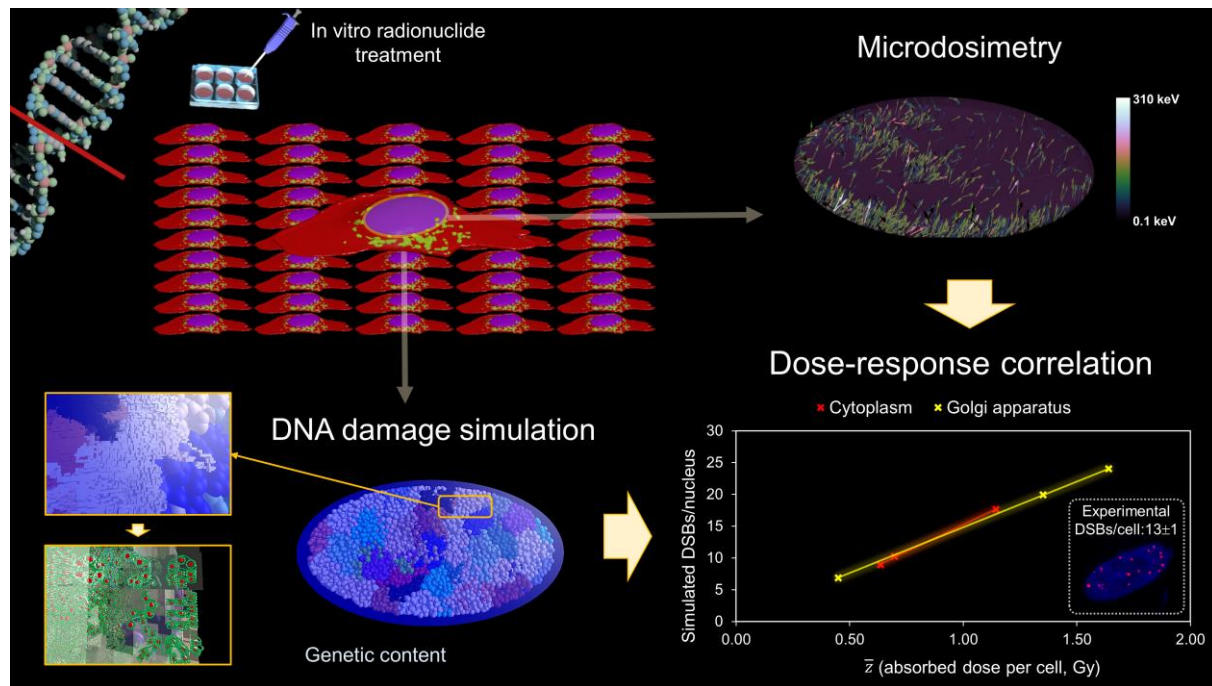 In vitro radionuclide
treatment
Microdosimetry
310 keV
0.1 keV
DNA damage simulation
Genetic content
Dose-response correlation
Cytoplasm
Golgi apparatus
Simulated DSBs/nucleus
30
25
20
15
10
5
0
Experimental
DSBs/cell:13±1
0.00
0.50
1.00
1.50
2.00
z̅ (absorbed dose per cell, Gy)